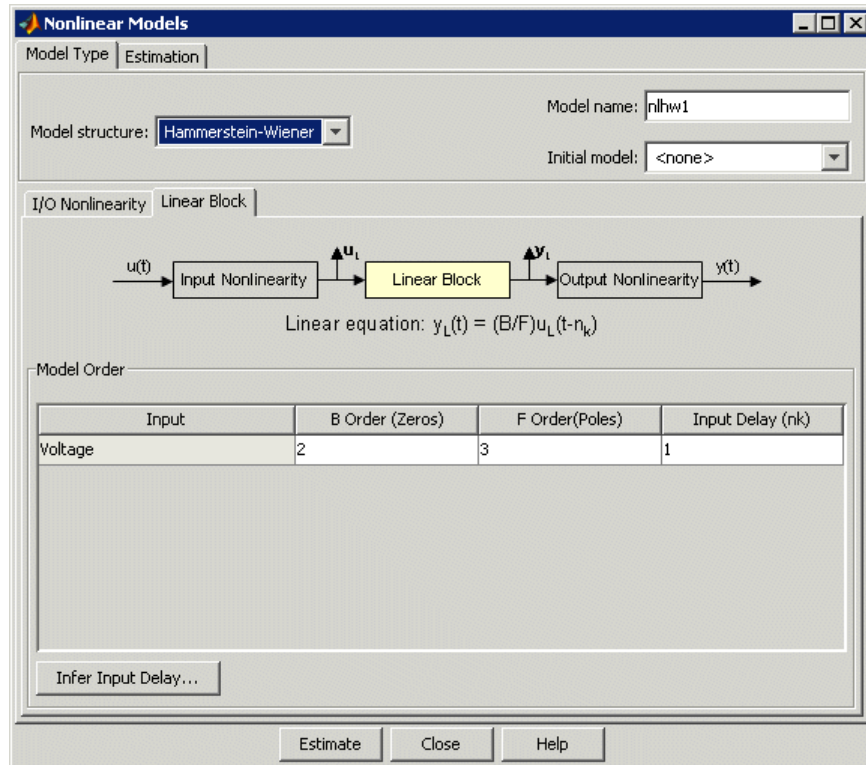 Nonlinear Models
Model Type Estimation
Model name: nlhw1
Model structure: Hammerstein-Wiener
Initial model: <none>
I/O Nonlinearity Linear Block
u(t) Input Nonlinearity uL Linear Block yL Output Nonlinearity y(t)
Linear equation: yL(t) = (B/F)uL(t-nk)
Model Order
Input B Order (Zeros) F Order(Poles) Input Delay (nk)
Voltage 2 3 1
Infer Input Delay...
Estimate Close Help